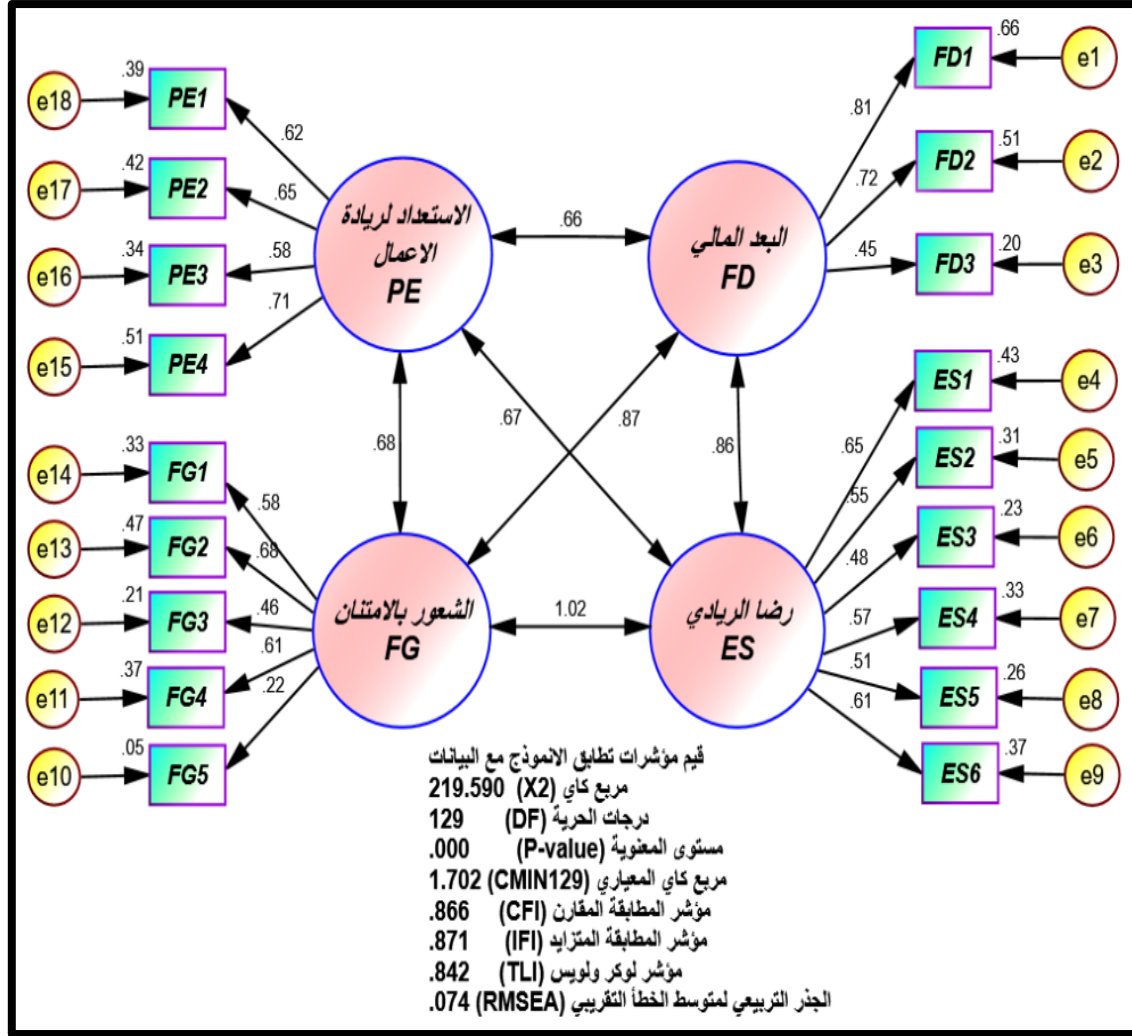 e18
.39
PE1
.62
e17
.42
PE2
.65
e16
.34
PE3
.58
e15
.51
PE4
.71
الاستعداد لريادة
الاعمال
PE
.66
البعد المالي
FD
.81
.66
FD1
e1
.72
.51
FD2
e2
.45
.20
FD3
e3
.68
.67
.87
.86
e14
.33
FG1
.58
e13
.47
FG2
.68
e12
.21
FG3
.46
e11
.37
FG4
.61
e10
.05
FG5
.22
الشعور بالامتنان
FG
1.02
رضا الريادي
ES
.65
.43
ES1
e4
.55
.31
ES2
e5
.48
.23
ES3
e6
.57
.33
ES4
e7
.51
.26
ES5
e8
.61
.37
ES6
e9
قيم مؤشرات تطابق الانموذج مع البيانات
مربع كاي (X2) 219.590
درجات الحرية (DF) 129
مستوى المعنوية (P-value) .000
مربع كاي المعياري (CMIN129) 1.702
مؤشر المطابقة المقارن (CFI) .866
مؤشر المطابقة المتزايد (IFI) .871
مؤشر لوكر ولويس (TLI) .842
الجذر التربيعي لمتوسط الخطأ التقريبي (RMSEA) .074